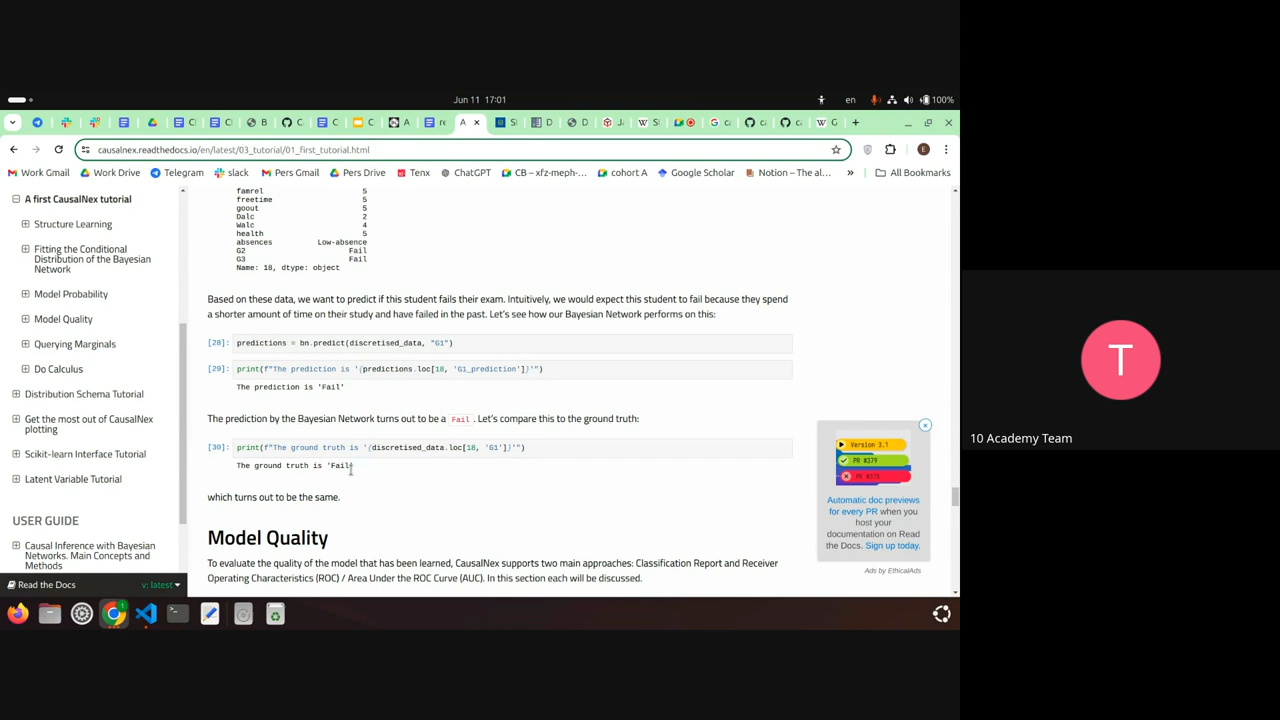 Jun 11 17:01
en
100%
causalnex.readthedocs.io/en/latest/03_tutorial/01_first_tutorial.html
Work Gmail
Work Drive
Telegram
slack
Pers Gmail
Pers Drive
Tenx
ChatGPT
CB – xfz-meph-...
cohort A
Google Scholar
Notion – The al...
All Bookmarks
A first CausalNex tutorial
Structure Learning
Fitting the Conditional
Distribution of the Bayesian
Network
Model Probability
Model Quality
Querying Marginals
Do Calculus
Distribution Schema Tutorial
Get the most out of CausalNex
plotting
Scikit-learn Interface Tutorial
Latent Variable Tutorial
USER GUIDE
Causal Inference with Bayesian
Networks. Main Concepts and
Methods
Read the Docs
v: latest
famrel 5
freetime 5
goout 5
Dalc 2
Walc 4
health 5
absences Low-absence
G2 Fail
G3 Fail
Name: 18, dtype: object
Based on these data, we want to predict if this student fails their exam. Intuitively, we would expect this student to fail because they spend
a shorter amount of time on their study and have failed in the past. Let's see how our Bayesian Network performs on this:
[28]: predictions = bn.predict(discretised_data, "G1")
[29]: print(f"The prediction is '{predictions.loc[18, 'G1_prediction']}'")
The prediction is 'Fail'
The prediction by the Bayesian Network turns out to be a Fail. Let's compare this to the ground truth:
[30]: print(f"The ground truth is '{discretised_data.loc[18, 'G1']}'")
The ground truth is 'Fail'
which turns out to be the same.
Model Quality
To evaluate the quality of the model that has been learned, CausalNex supports two main approaches: Classification Report and Receiver
Operating Characteristics (ROC) / Area Under the ROC Curve (AUC). In this section each will be discussed.
Version 3.1
PR #379
Automatic doc previews
for every PR when you
host your
documentation on Read
the Docs. Sign up today.
Ads by EthicalAds
T
10 Academy Team